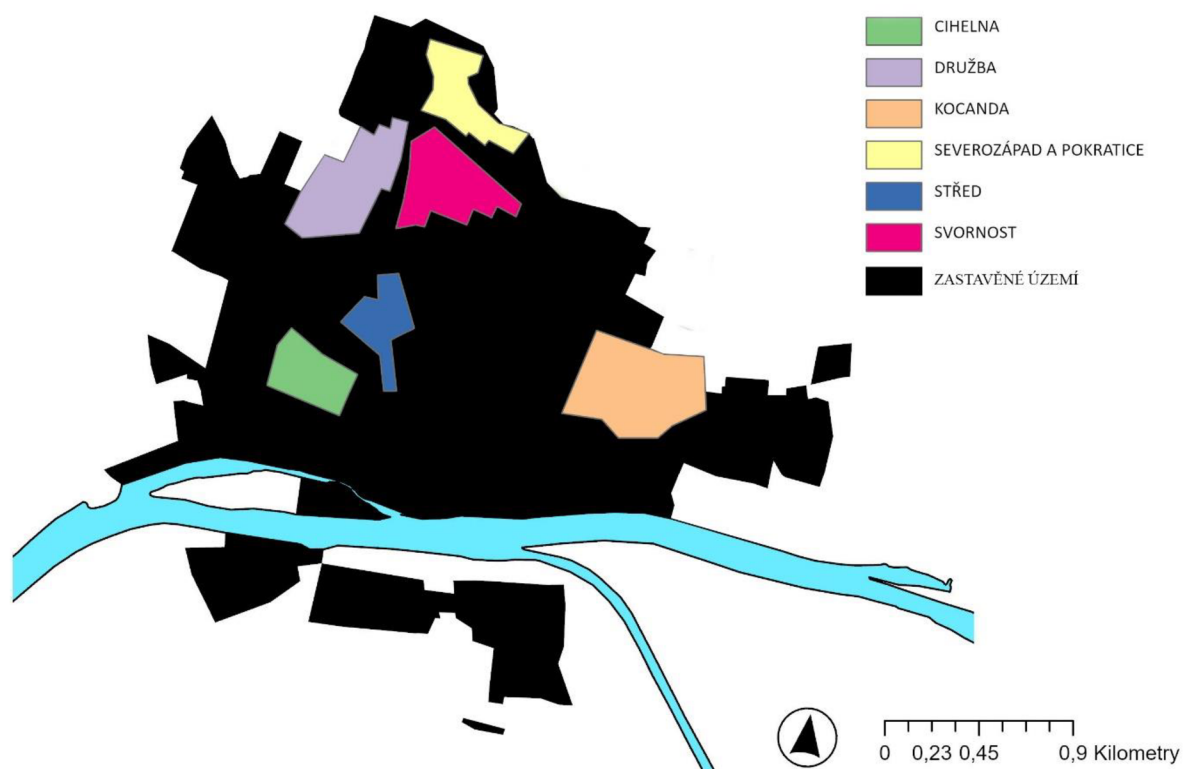 CIHELNA
DRUŽBA
KOCANDA
SEVEROZÁPAD A POKRATICE
STŘED
SVORNOST
ZASTAVĚNÉ ÚZEMÍ
0 0,23 0,45 0,9 Kilometry